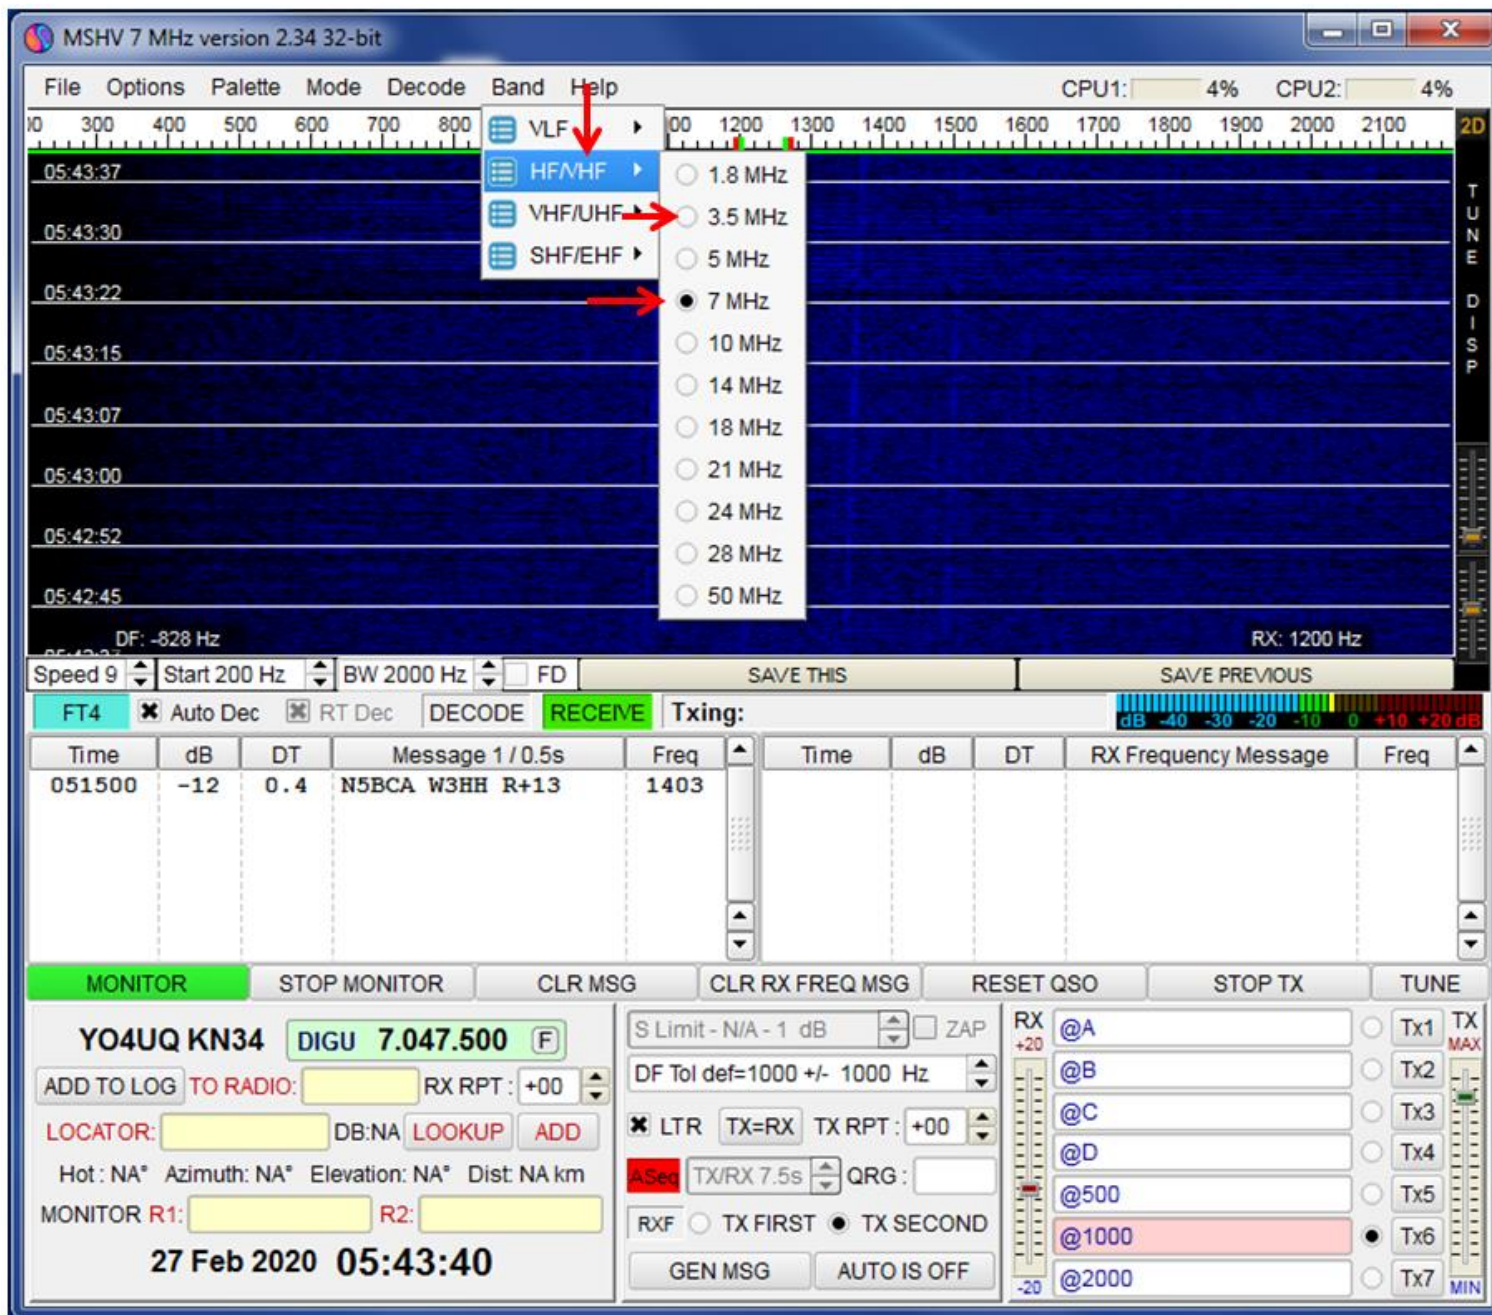 MSHV 7 MHz version 2.34 32-bit
File Options Palette Mode Decode Band Help CPU1: 4% CPU2: 4%
300 400 500 600 700 800 00 1200 1300 1400 1500 1600 1700 1800 1900 2000 2100 2D
VLF
HF/VHF
VHF/UHF
SHF/EHF
1.8 MHz
3.5 MHz
5 MHz
7 MHz
10 MHz
14 MHz
18 MHz
21 MHz
24 MHz
28 MHz
50 MHz
05:43:37
05:43:30
05:43:22
05:43:15
05:43:07
05:43:00
05:42:52
05:42:45
TUNE DISP
DF: -828 Hz RX: 1200 Hz
Speed 9 Start 200 Hz BW 2000 Hz FD SAVE THIS SAVE PREVIOUS
FT4 Auto Dec RT Dec DECODE RECEIVE Txing: dB -40 -30 -20 -10 0 +10 +20 dB
Time dB DT Message 1 / 0.5s Freq Time dB DT RX Frequency Message Freq
051500 -12 0.4 N5BCA W3HH R+13 1403
MONITOR STOP MONITOR CLR MSG CLR RX FREQ MSG RESET QSO STOP TX TUNE
YO4UQ KN34 DIGU 7.047.500 F
ADD TO LOG TO RADIO: RX RPT : +00
LOCATOR: DB:NA LOOKUP ADD
Hot : NA° Azimuth: NA° Elevation: NA° Dist: NA km
MONITOR R1: R2:
27 Feb 2020 05:43:40
S Limit - N/A - 1 dB ZAP
DF Tol def=1000 +/- 1000 Hz
LTR TX=RX TX RPT : +00
ASeq TX/RX 7.5s QRG :
RXF TX FIRST TX SECOND
GEN MSG AUTO IS OFF
RX +20 -20
@A Tx1
@B Tx2
@C Tx3
@D Tx4
@500 Tx5
@1000 Tx6
@2000 Tx7
TX MAX MIN